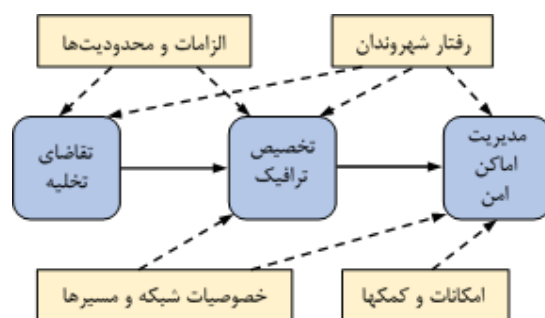 الزامات و محدودیت‌ها
رفتار شهروندان
تقاضای
تخلیه
تخصیص
ترافیک
مدیریت
اماکن
امن
خصوصیات شبکه و مسیرها
امکانات و کمکها